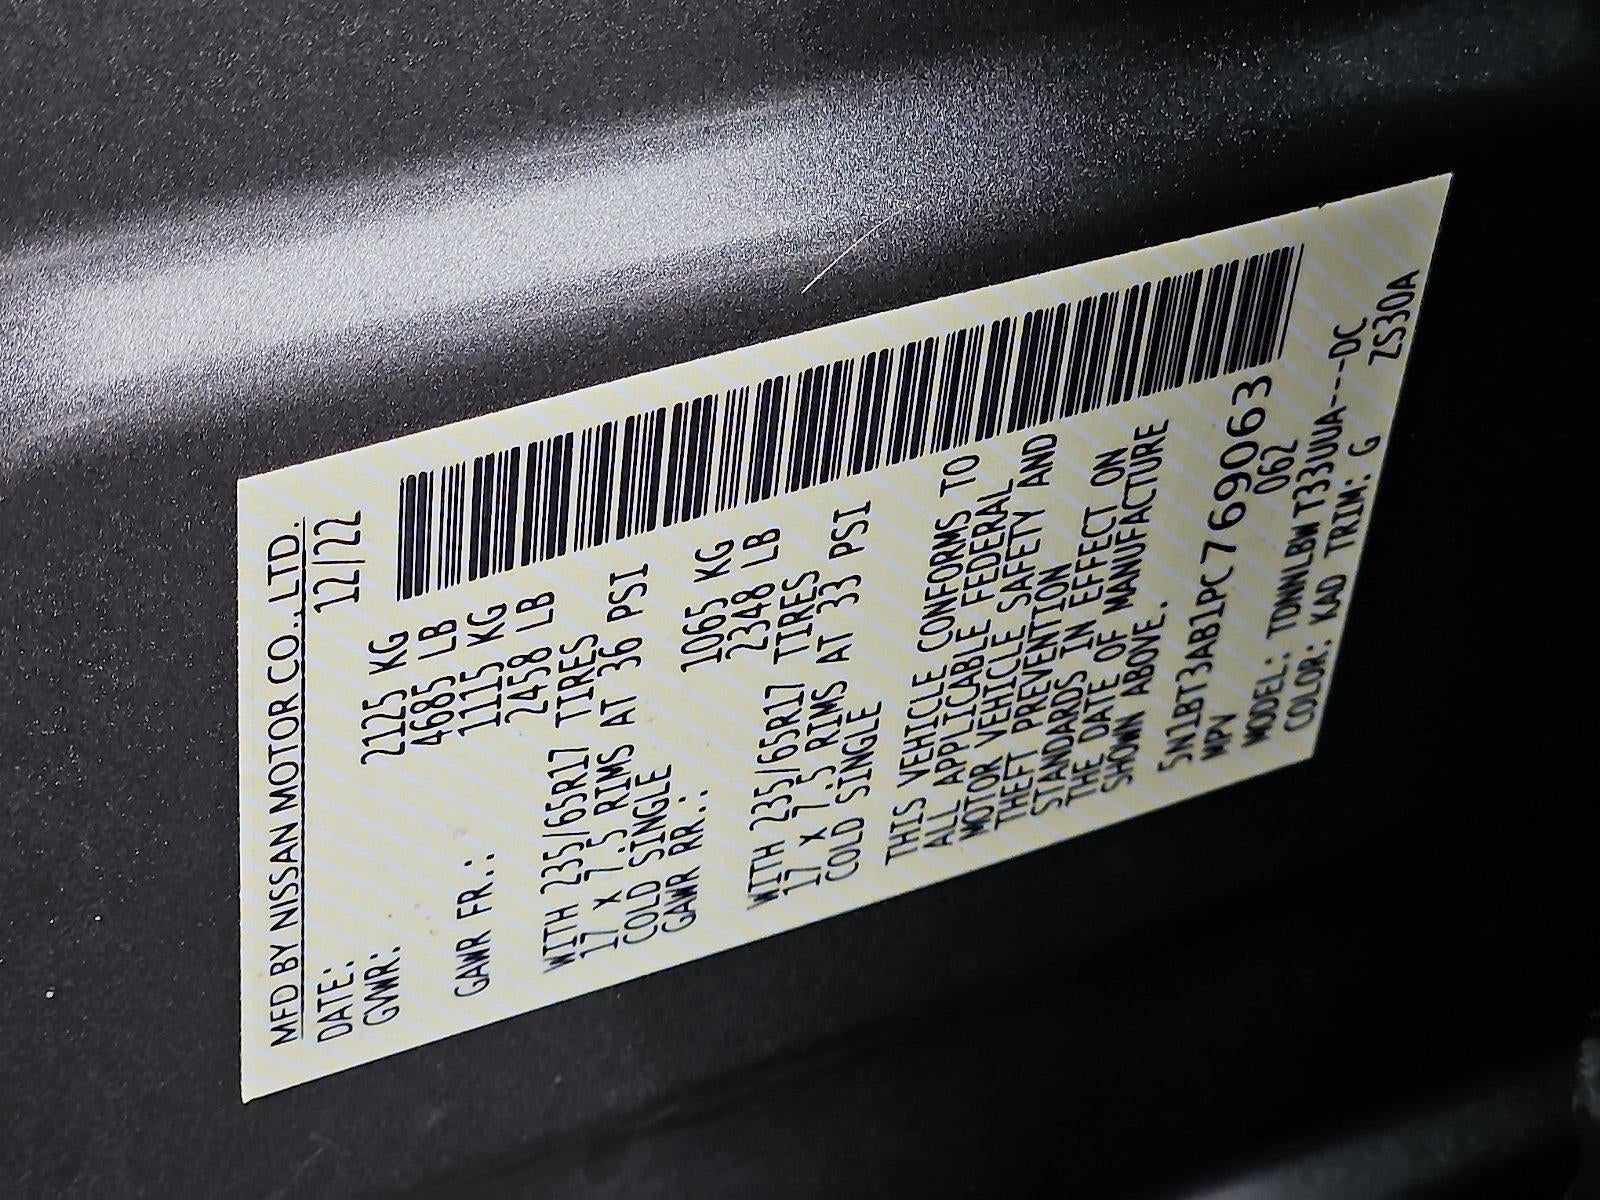 MFD BY NISSAN MOTOR CO.,LTD.
DATE: 12/22
GVWR: 2125 KG
4685 LB
GAWR FR.: 1115 KG
2458 LB
WITH 235/65R17 TIRES
17 X 7.5 RIMS AT 36 PSI
COLD SINGLE
GAWR RR.: 1065 KG
2348 LB
WITH 235/65R17 TIRES
17 X 7.5 RIMS AT 33 PSI
COLD SINGLE
THIS VEHICLE CONFORMS TO
ALL APPLICABLE FEDERAL
MOTOR VEHICLE SAFETY AND
THEFT PREVENTION
STANDARDS IN EFFECT ON
THE DATE OF MANUFACTURE
SHOWN ABOVE.
5N1BT3AB1PC769063
MPV 062
MODEL: TDNNLBW T33UUA---DC
COLOR: KAD TRIM: G ZS30A